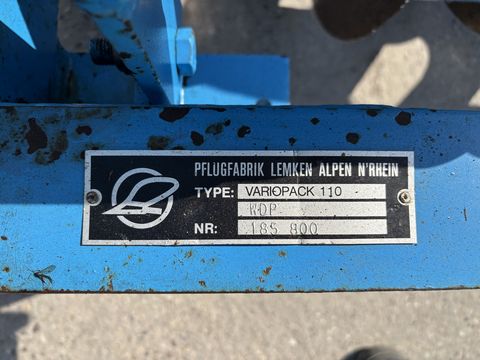 PFLUGFABRIK LEMKEN ALPEN N'RHEIN
TYPE: VARIOPACK 110
WDP
NR: 185 800